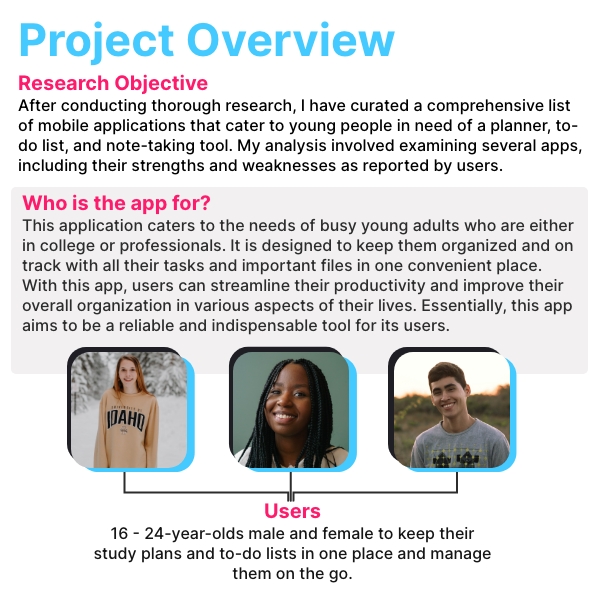 Project Overview
Research Objective
After conducting thorough research, I have curated a comprehensive list
of mobile applications that cater to young people in need of a planner, to-
do list, and note-taking tool. My analysis involved examining several apps,
including their strengths and weaknesses as reported by users.
Who is the app for?
This application caters to the needs of busy young adults who are either
in college or professionals. It is designed to keep them organized and on
track with all their tasks and important files in one convenient place.
With this app, users can streamline their productivity and improve their
overall organization in various aspects of their lives. Essentially, this app
aims to be a reliable and indispensable tool for its users.
IDAHO
Users
16 - 24-year-olds male and female to keep their
study plans and to-do lists in one place and manage
them on the go.